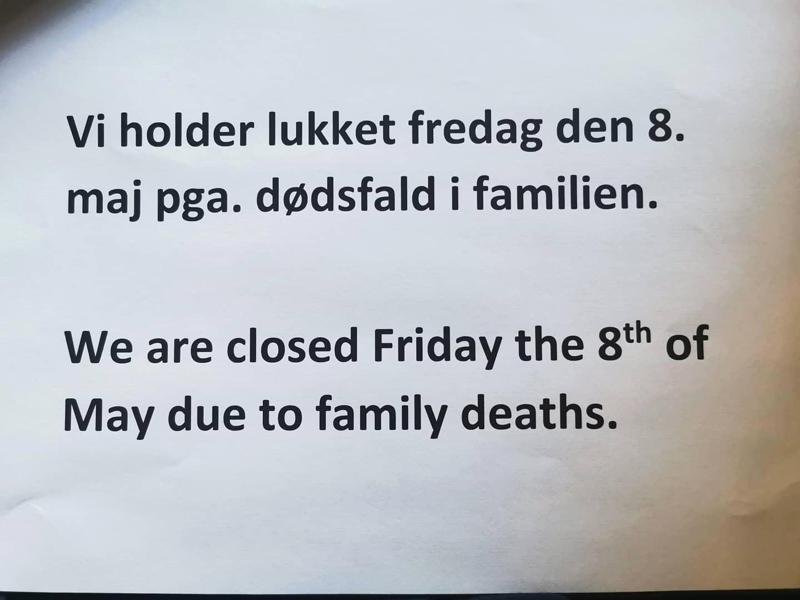 Vi holder lukket fredag den 8.
maj pga. dødsfald i familien.
We are closed Friday the 8th of
May due to family deaths.